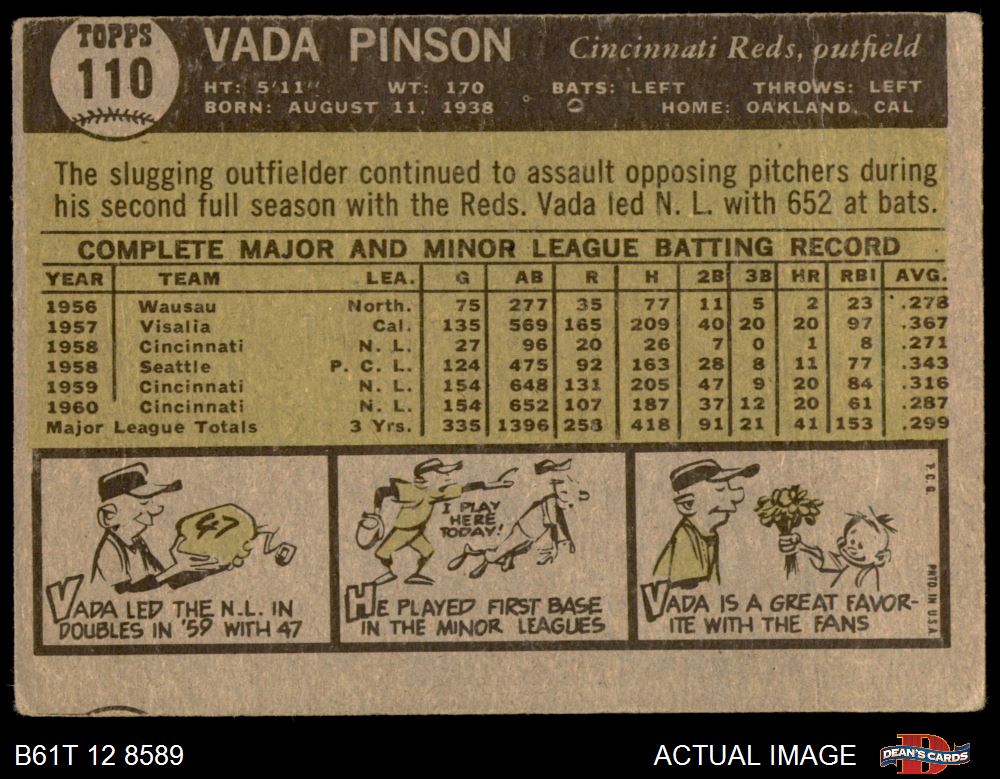 TOPPS
110
VADA PINSON
Cincinnati Reds, outfield
HT: 5'11" WT: 170 BATS: LEFT THROWS: LEFT
BORN: AUGUST 11, 1938 HOME: OAKLAND, CAL
The slugging outfielder continued to assault opposing pitchers during
his second full season with the Reds. Vada led N. L. with 652 at bats.
COMPLETE MAJOR AND MINOR LEAGUE BATTING RECORD
YEAR TEAM LEA. G AB R H 2B 3B HR RBI AVG.
1956 Wausau North. 75 277 35 77 11 5 2 23 .278
1957 Visalia Cal. 135 569 165 209 40 20 20 97 .367
1958 Cincinnati N. L. 27 96 20 26 7 0 1 8 .271
1958 Seattle P. C. L. 124 475 92 163 28 8 11 77 .343
1959 Cincinnati N. L. 154 648 131 205 47 9 20 84 .316
1960 Cincinnati N. L. 154 652 107 187 37 12 20 61 .287
Major League Totals 3 Yrs. 335 1396 258 418 91 21 41 153 .299
47
VADA LED THE N.L. IN
DOUBLES IN '59 WITH 47
I PLAY
HERE
TODAY!
HE PLAYED FIRST BASE
IN THE MINOR LEAGUES
VADA IS A GREAT FAVOR-
ITE WITH THE FANS
T.C.G.
PRTD IN U.S.A.
B61T 12 8589
ACTUAL IMAGE
DEAN'S CARDS